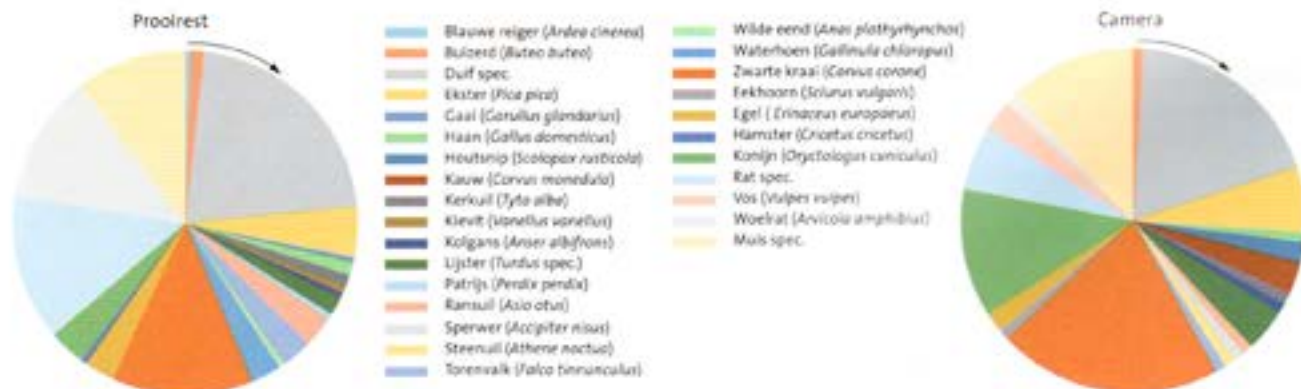 Prooirest
Blauwe reiger (Ardea cinerea)
Buizerd (Buteo buteo)
Duif spec.
Ekster (Pica pica)
Gaai (Garullus glandarius)
Haan (Gallus domesticus)
Houtsnip (Scolopax rusticola)
Kauw (Corvus monedula)
Kerkuil (Tyto alba)
Kievit (Vanellus vanellus)
Kolgans (Anser albifrons)
Lijster (Turdus spec.)
Patrijs (Perdix perdix)
Ransuil (Asio otus)
Sperwer (Accipiter nisus)
Steenuil (Athene noctua)
Torenvalk (Falco tinnunculus)
Wilde eend (Anas plathyrhynchos)
Waterhoen (Gallinula chloropus)
Zwarte kraai (Corvus corone)
Eekhoorn (Sciurus vulgaris)
Egel ( Erinaceus europaeus)
Hamster (Cricetus cricetus)
Konijn (Oryctologus cuniculus)
Rat spec.
Vos (Vulpes vulpes)
Woelrat (Arvicola amphibius)
Muis spec.
Camera